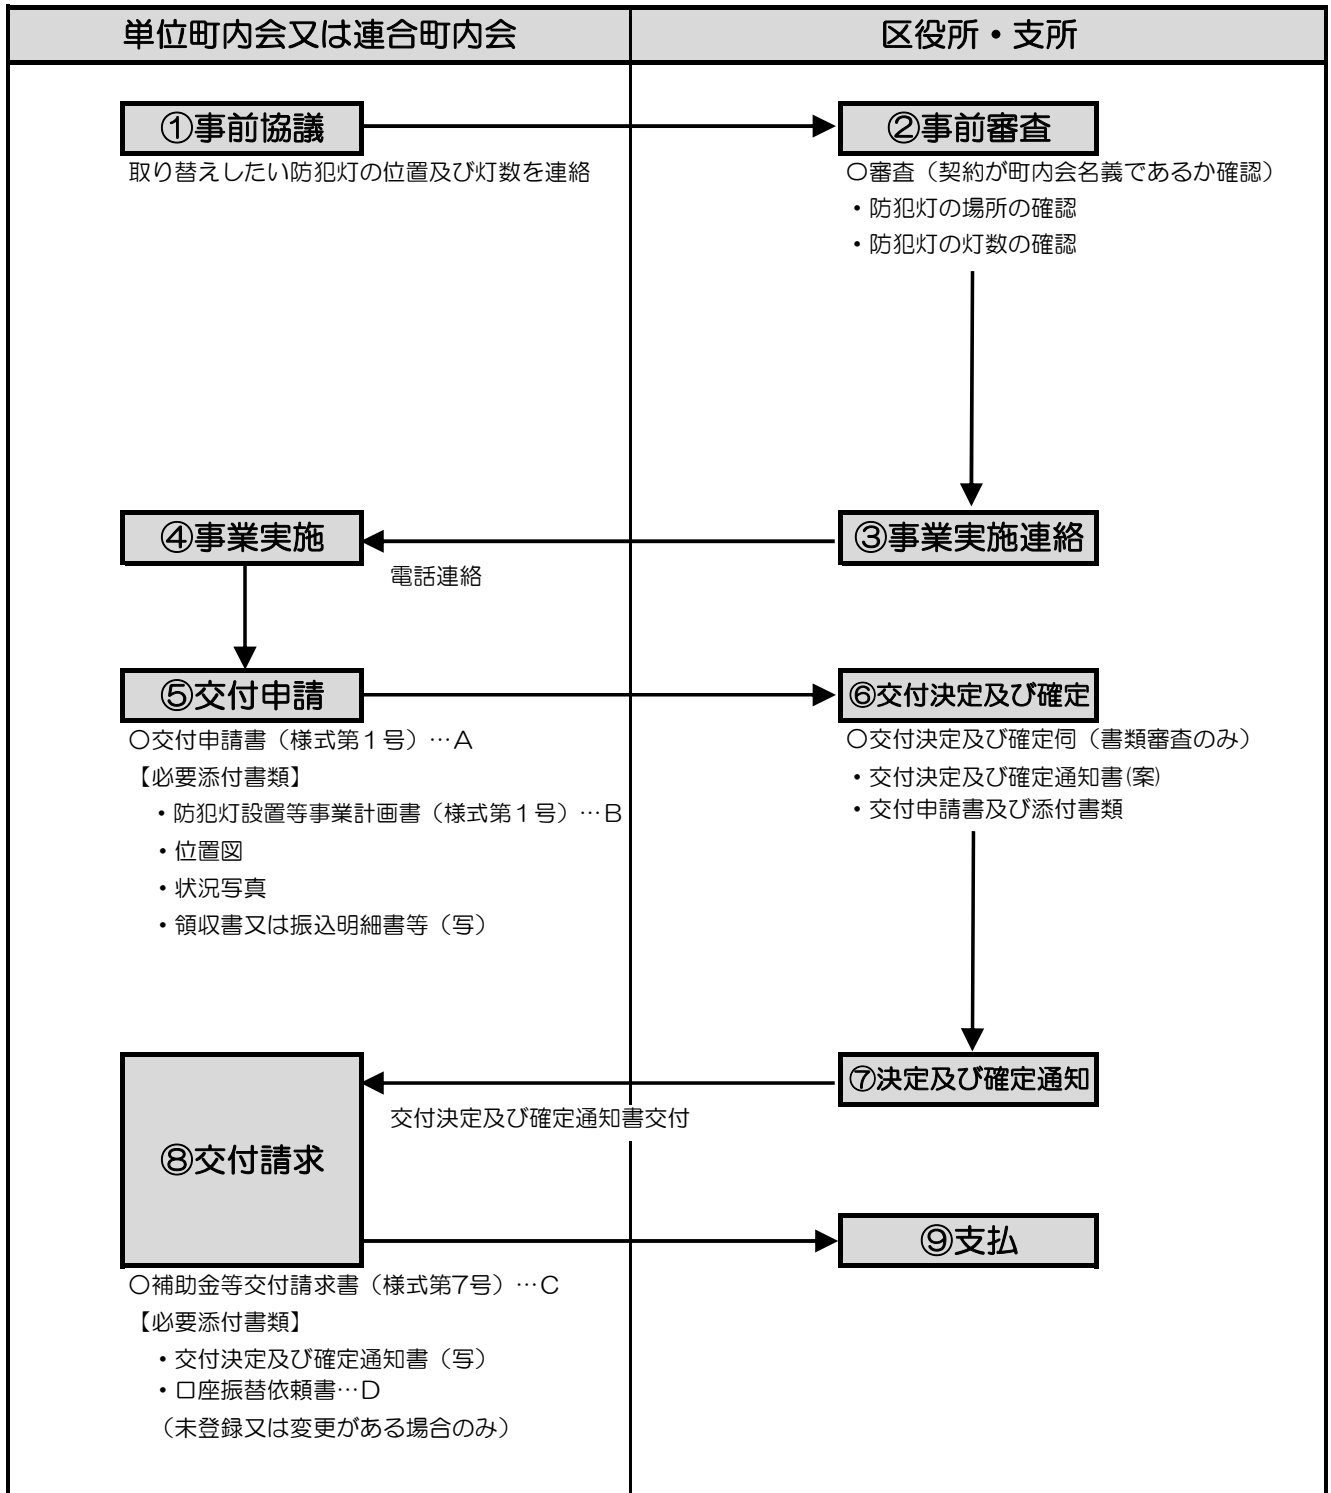 単位町内会又は連合町内会
区役所・支所
①事前協議
②事前審査
取り替えしたい防犯灯の位置及び灯数を連絡
〇審査（契約が町内会名義であるか確認）
・防犯灯の場所の確認
・防犯灯の灯数の確認
④事業実施
③事業実施連絡
電話連絡
⑤交付申請
⑥交付決定及び確定
〇交付申請書（様式第１号）…A
【必要添付書類】
・防犯灯設置等事業計画書（様式第１号）…B
・位置図
・状況写真
・領収書又は振込明細書等（写）
〇交付決定及び確定伺（書類審査のみ）
・交付決定及び確定通知書(案)
・交付申請書及び添付書類
⑦決定及び確定通知
交付決定及び確定通知書交付
⑧交付請求
⑨支払
〇補助金等交付請求書（様式第7号）…C
【必要添付書類】
・交付決定及び確定通知書（写）
・口座振替依頼書…D
（未登録又は変更がある場合のみ）